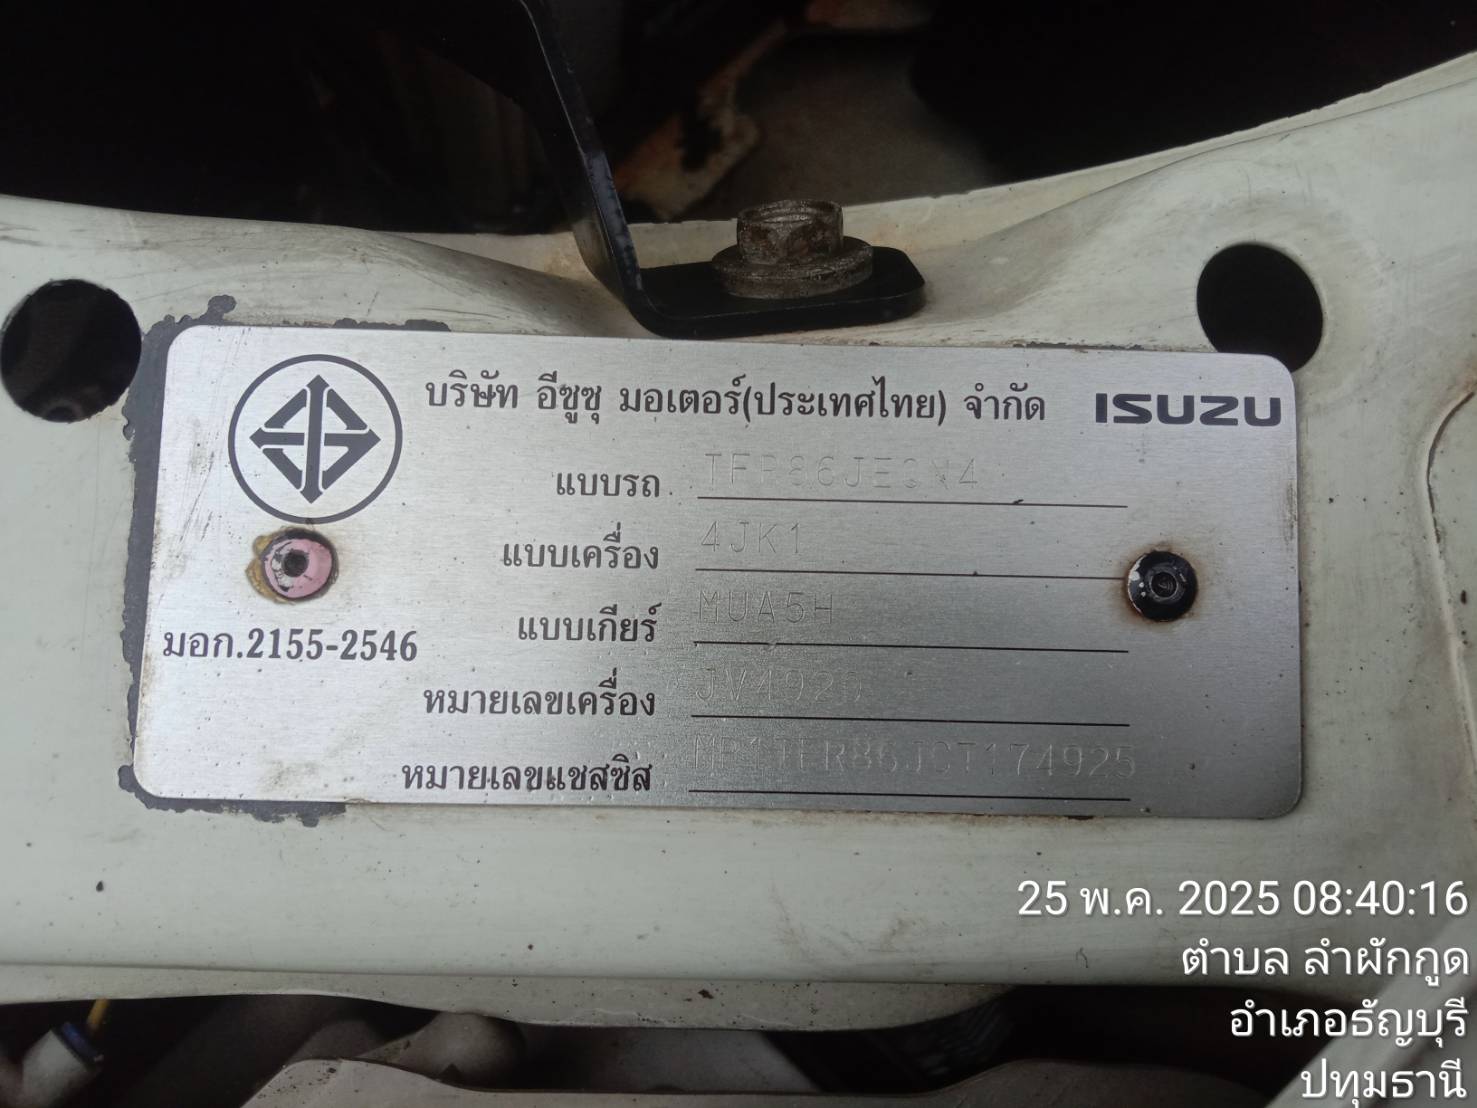 บริษัท อีซูซุ มอเตอร์(ประเทศไทย) จำกัด ISUZU
แบบรถ
แบบเครื่อง 4JK1
แบบเกียร์ MUA5H
มอก.2155-2546
หมายเลขเครื่อง
หมายเลขแชสซิส MP1TFR86JCT174925
25 พ.ค. 2025 08:40:16
ตำบล ลำผักกูด
อำเภอธัญบุรี
ปทุมธานี